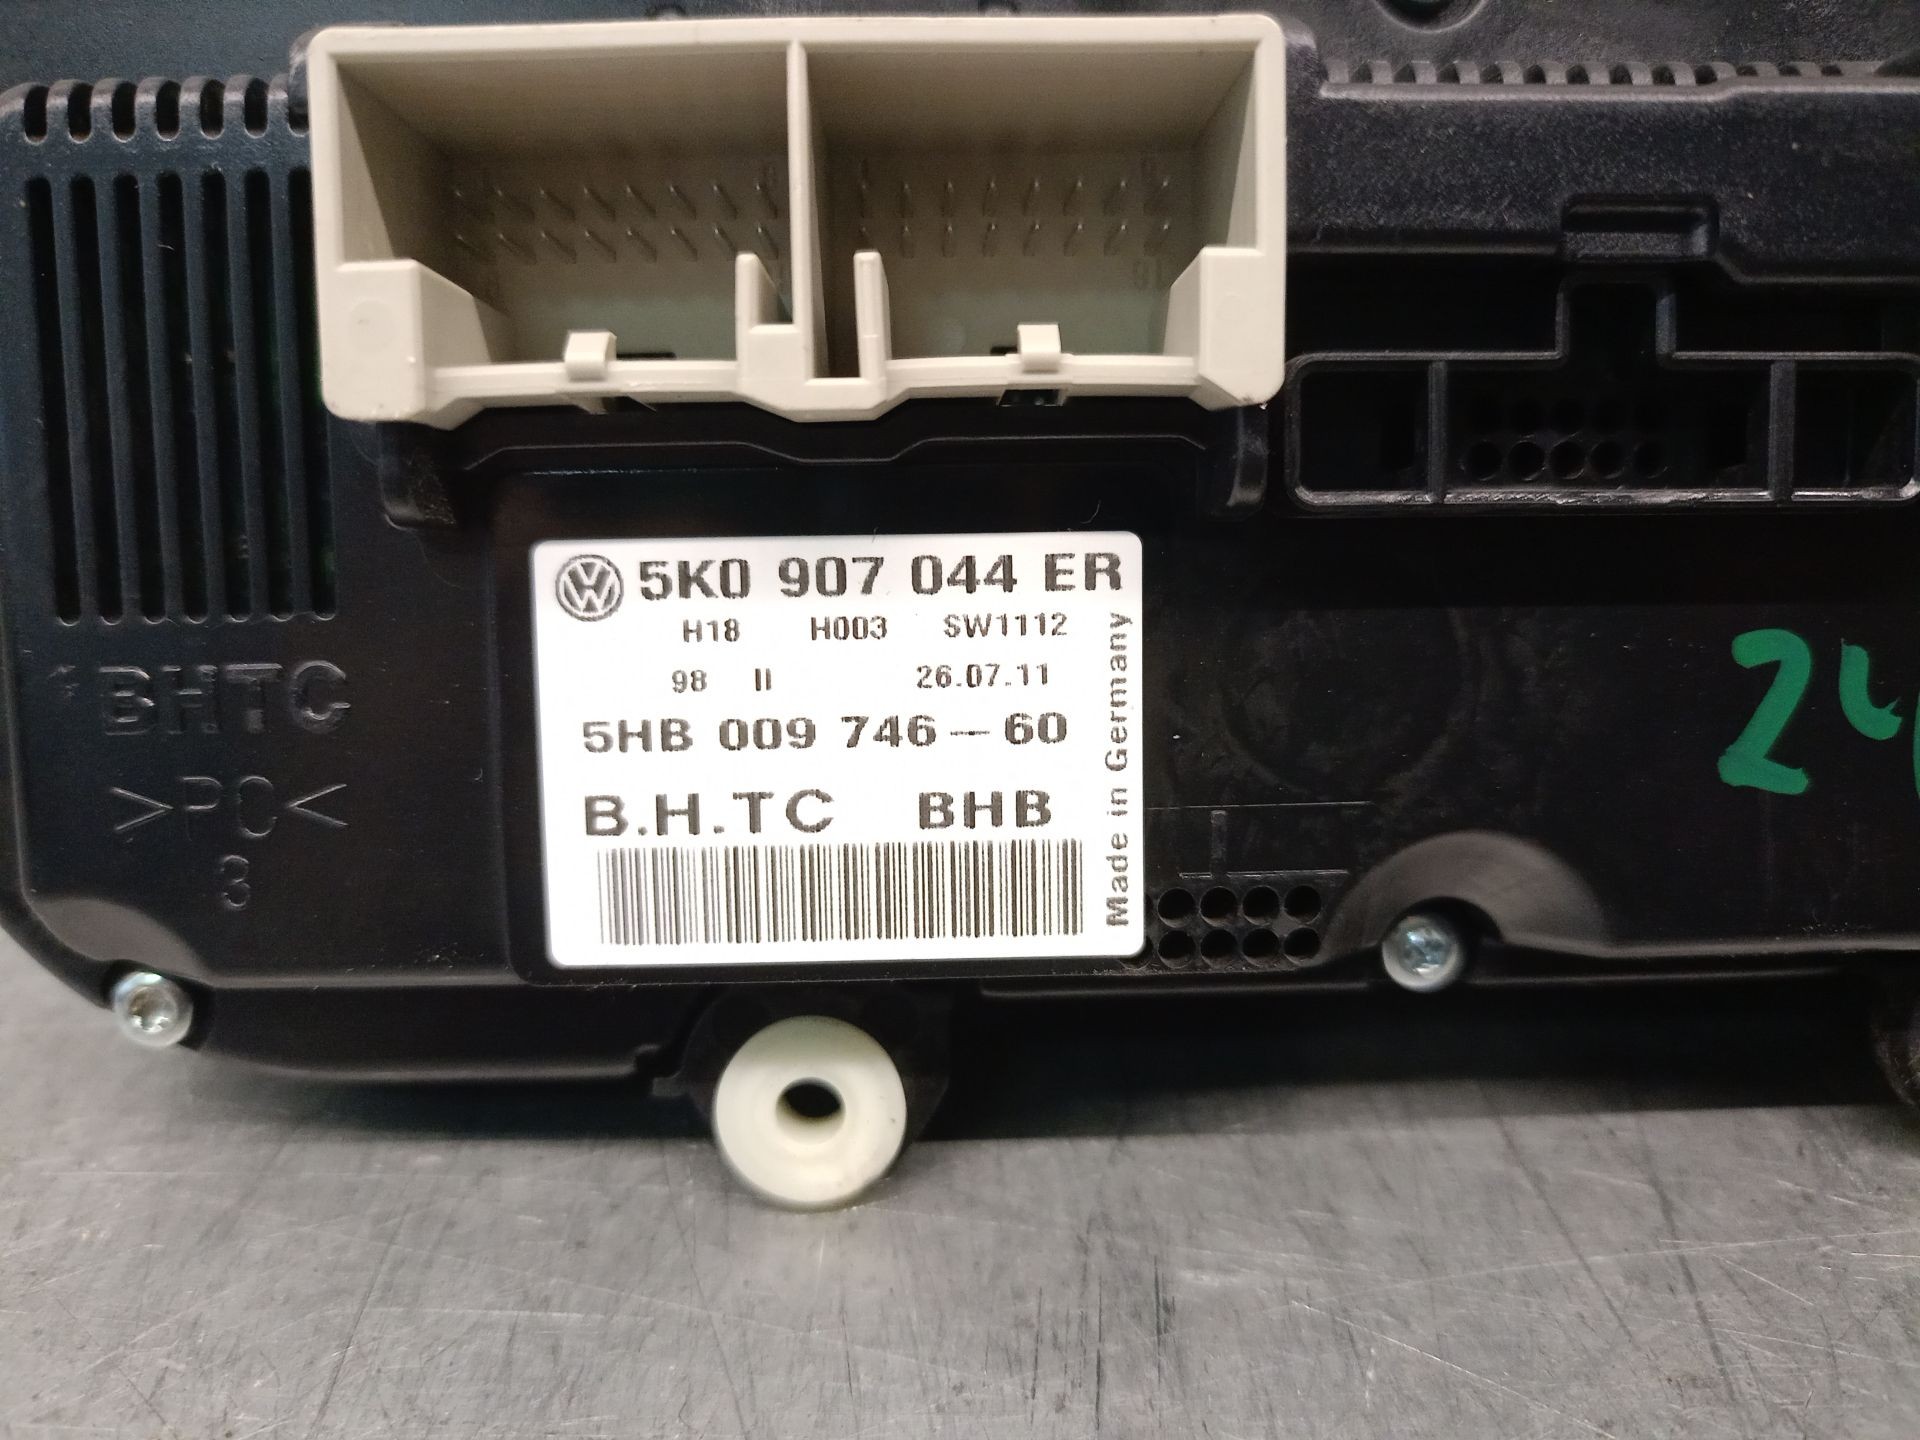 5K0 907 044 ER
H18 H003 SW1112
98 II 26.07.11
5HB 009 746-60
B.H.TC BHB
Made in Germany
BHTC
>PC<
3